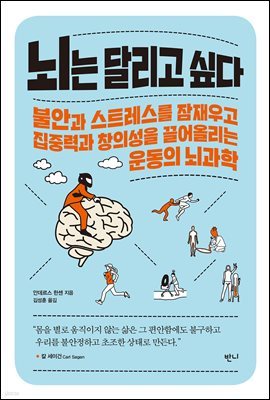 뇌는 달리고 싶다
불안과 스트레스를 잠재우고
집중력과 창의성을 끌어올리는
운동의 뇌과학
안데르스 한센 지음
김성훈 옮김
“몸을 별로 움직이지 않는 삶은 그 편안함에도 불구하고
우리를 불안정하고 초조한 상태로 만든다.”
칼 세이건 Carl Sagan
반니
yes24